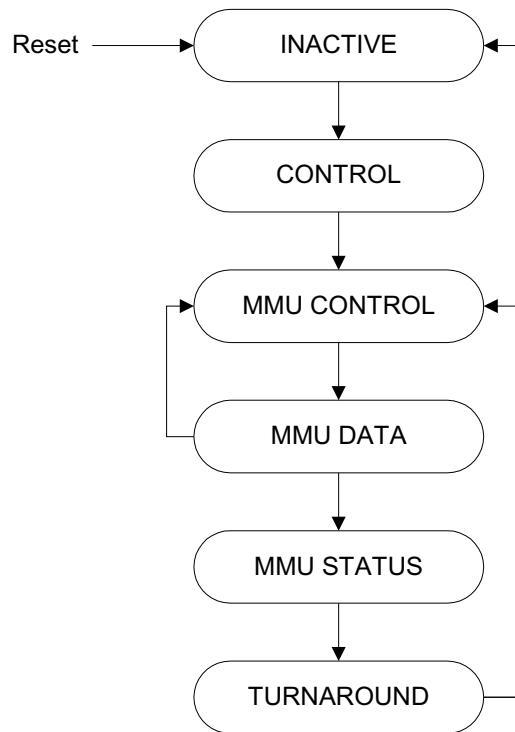 Reset
INACTIVE
CONTROL
MMU CONTROL
MMU DATA
MMU STATUS
TURNAROUND